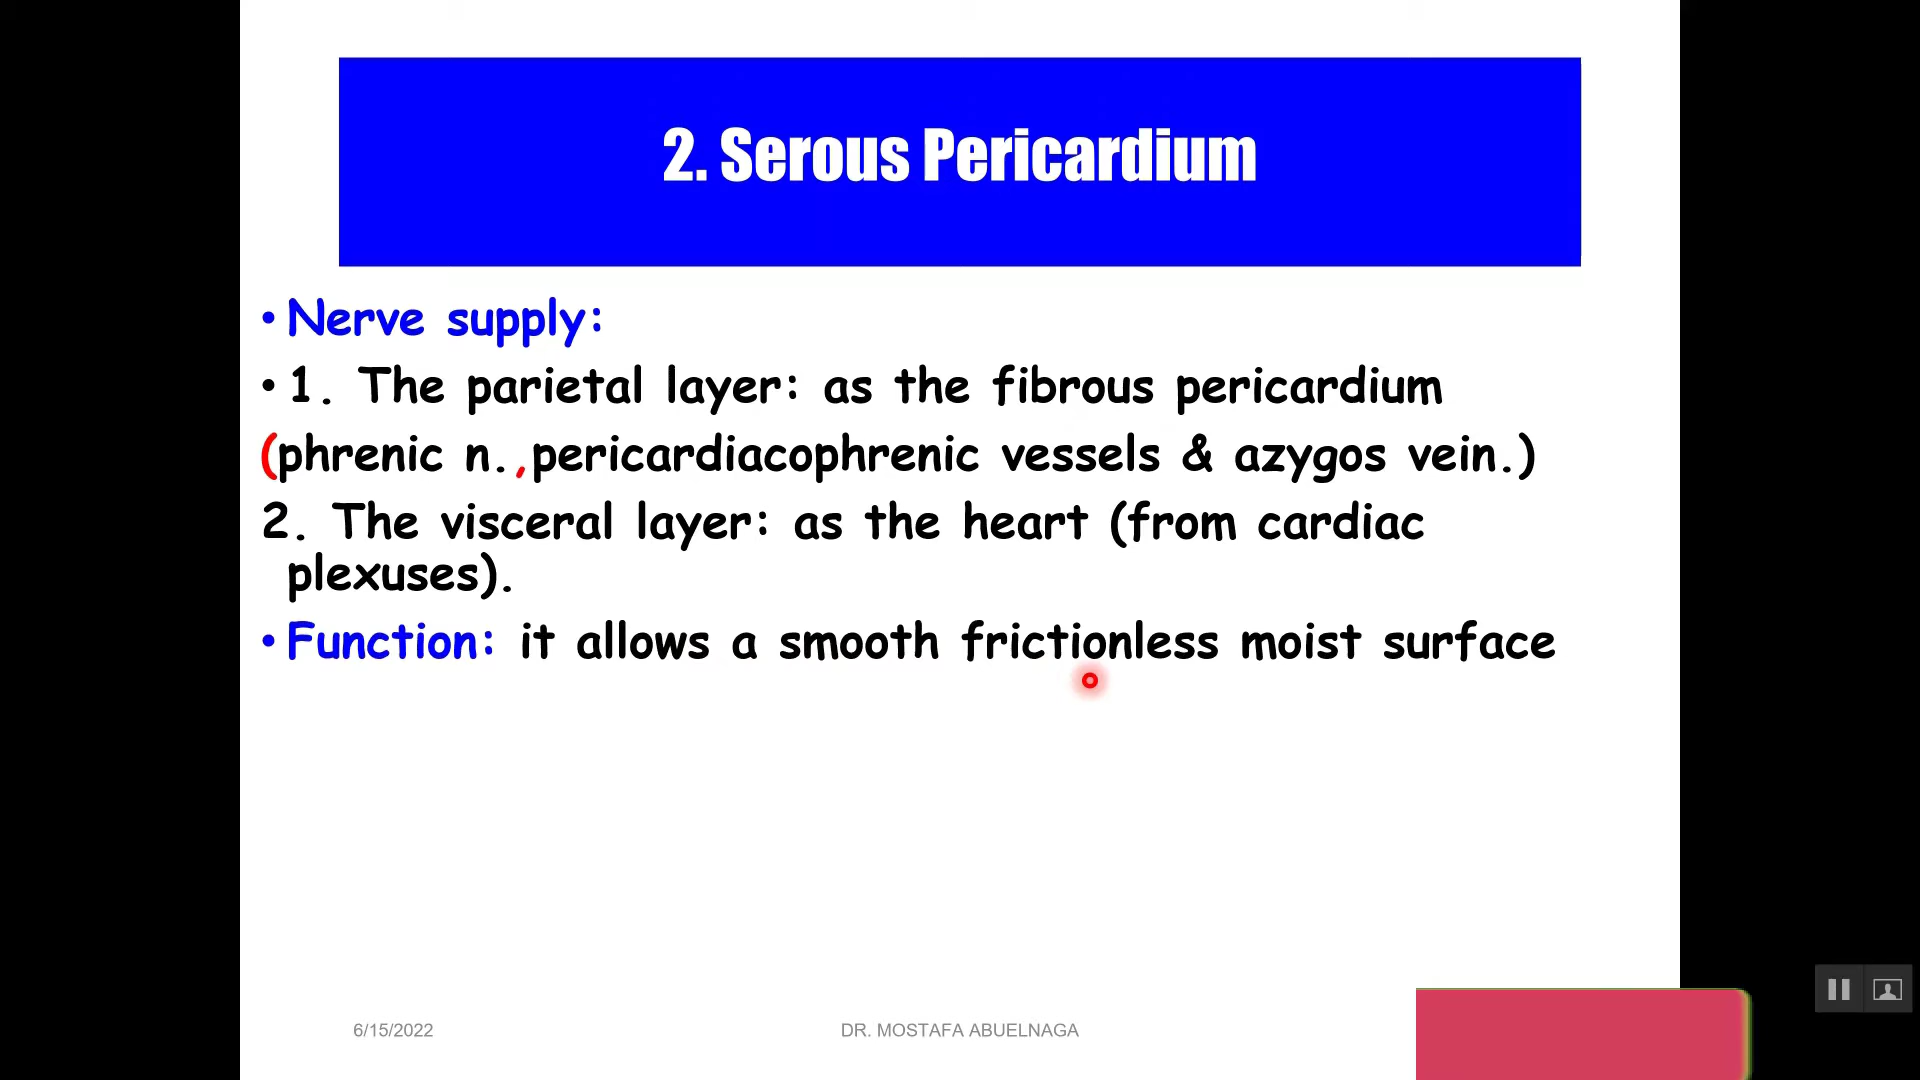 2. Serous Pericardium
• Nerve supply:
• 1. The parietal layer: as the fibrous pericardium
(phrenic n.,pericardiacophrenic vessels & azygos vein.)
2. The visceral layer: as the heart (from cardiac
plexuses).
• Function: it allows a smooth frictionless moist surface
6/15/2022
DR. MOSTAFA ABUELNAGA